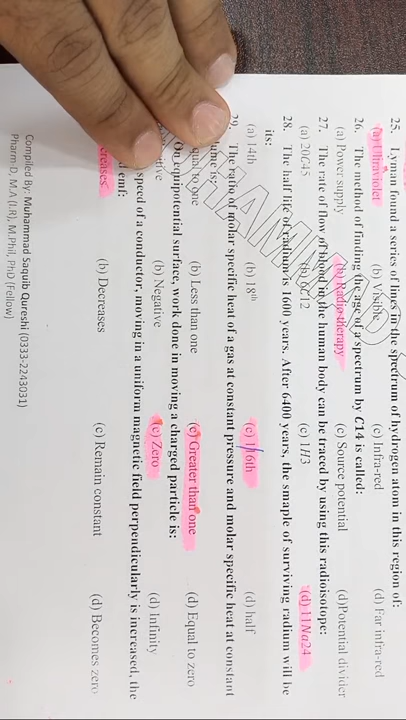 25. Lyman found a series of lines in the spectrum of hydrogen atom in this region of:
(a) Ultraviolet (b) Visible (c) Infra-red (d) Far infra-red
26. The method of finding the age of a spectrum by C14 is called:
(a) Power supply (b) Radio therapy (c) Source potential (d)Potential divider
27. The rate of flow of blood in the human body can be traced by using this radioisotope:
(a) 20C45 (b) 6C12 (c) 1H3 (d) 11Na24
28. The half life of radium is 1600 years. After 6400 years, the smaple of surviving radium will be
its:
(a) 14th (b) 18th (c) 116th (d) half
29. The ratio of molar specific heat of a gas at constant pressure and molar specific heat at constant
is:
to one (b) Less than one (c) Greater than one (d) Equal to zero
On equipotential surface, work done in moving a charged particle is:
(b) Negative (c) Zero (d) Infinity
speed of a conductor, moving in a uniform magnetic field perpendicularly is increased, the
emf:
(b) Decreases (c) Remain constant (d) Becomes zero
Compiled By: Muhammad Saquib Qureshi (0333-2243031)
Pharm D, M.A (I.R), M.Phil, PhD (Fellow)